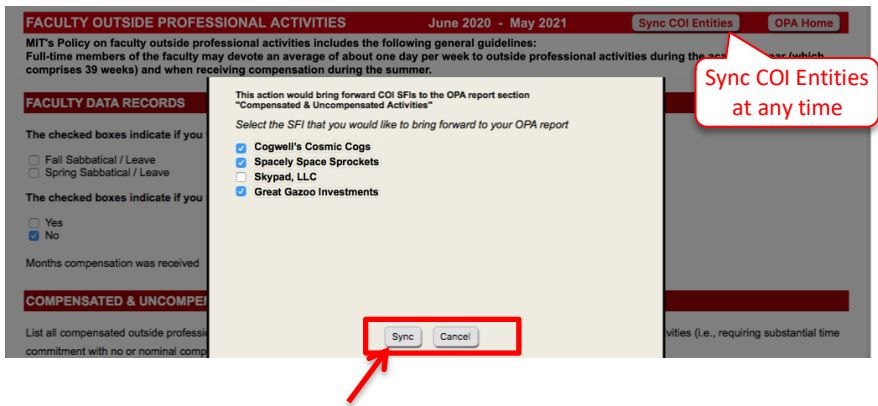 FACULTY OUTSIDE PROFESSIONAL ACTIVITIES June 2020 - May 2021 Sync COI Entities OPA Home
MIT's Policy on faculty outside professional activities includes the following general guidelines:
Full-time members of the faculty may devote an average of about one day per week to outside professional activities during the (which
comprises 39 weeks) and when receiving compensation during the summer.
Sync COI Entities
at any time
FACULTY DATA RECORDS
The checked boxes indicate if you
Fall Sabbatical / Leave
Spring Sabbatical / Leave
The checked boxes indicate if you
Yes
No
Months compensation was received
This action would bring forward COI SFIs to the OPA report section
"Compensated & Uncompensated Activities"
Select the SFI that you would like to bring forward to your OPA report
Cogwell's Cosmic Cogs
Spacely Space Sprockets
Skypad, LLC
Great Gazoo Investments
Sync Cancel
COMPENSATED &
List all compensated outside (i.e., requiring substantial time
commitment with no or nominal